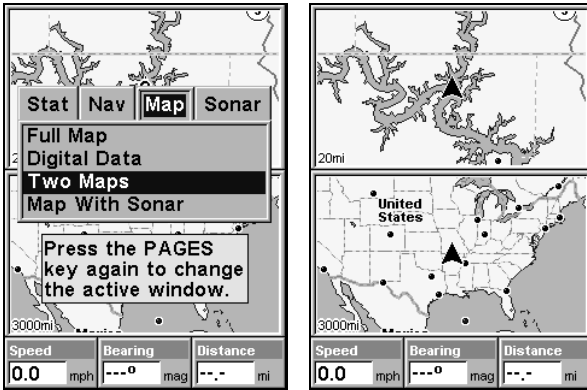 Stat Nav Map Sonar
Full Map
Digital Data
Two Maps
Map With Sonar
Press the PAGES
key again to change
the active window.
3000mi
Speed Bearing Distance
0.0 mph ---º mag --.- mi
20mi
United
States
3000mi
Speed Bearing Distance
0.0 mph ---º mag --.- mi